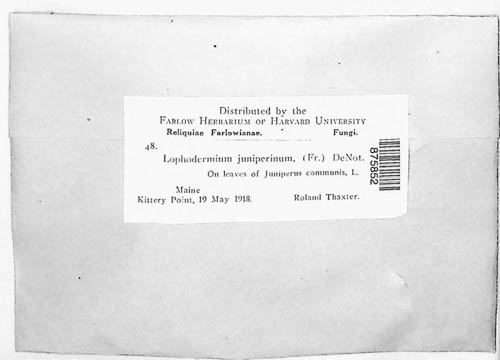 Distributed by the
FARLOW HERBARIUM OF HARVARD UNIVERSITY
Reliquiae Farlowianae. Fungi.
48.
Lophodermium juniperinum, (Fr.) DeNot.
On leaves of Juniperus communis, L.
Maine
Kittery Point, 19 May 1918. Roland Thaxter.
875852